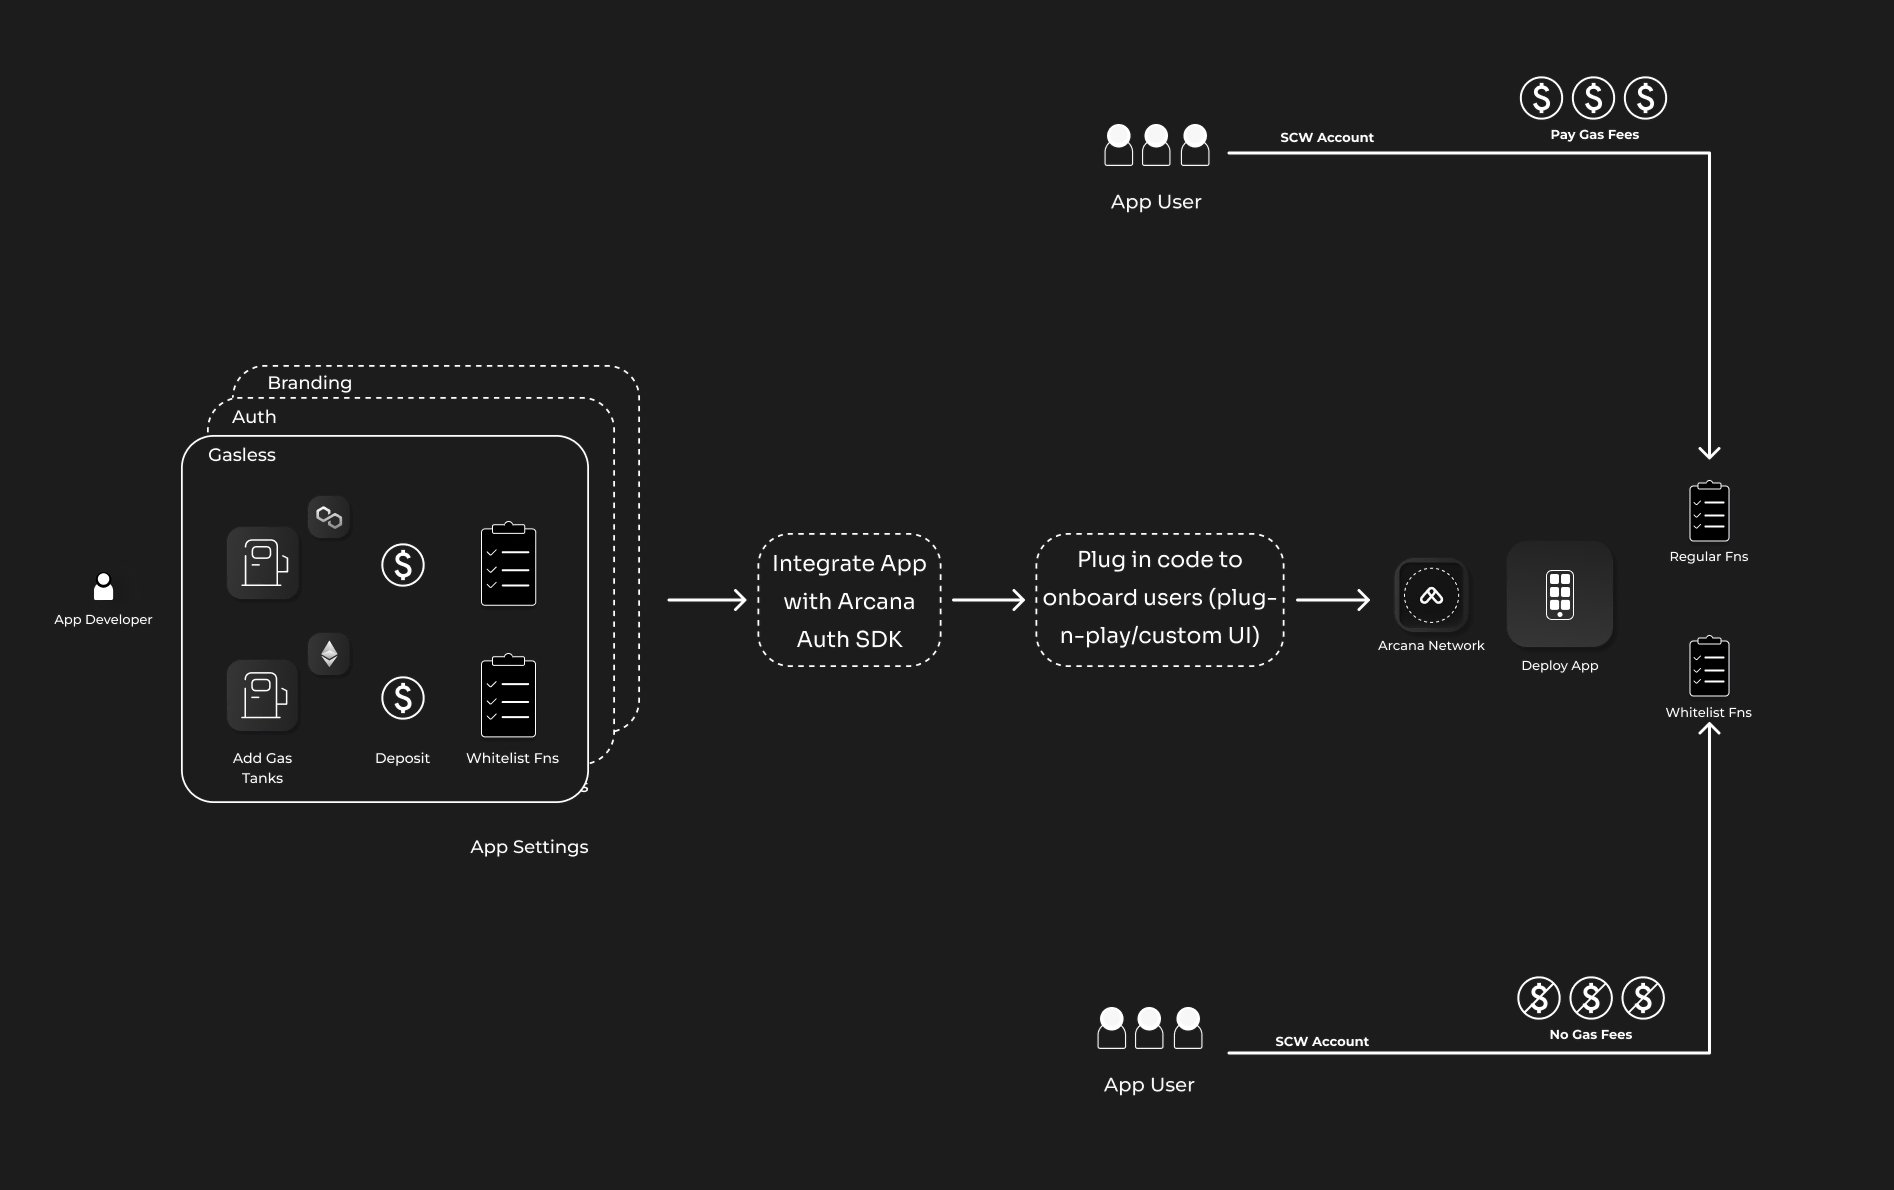 Pay Gas Fees
SCW Account
App User
Branding
Auth
Gasless
Add Gas
Tanks
Deposit
Whitelist Fns
App Settings
App Developer
Integrate App
with Arcana
Auth SDK
Plug in code to
onboard users (plug-
n-play/custom UI)
Arcana Network
Deploy App
Regular Fns
Whitelist Fns
No Gas Fees
SCW Account
App User